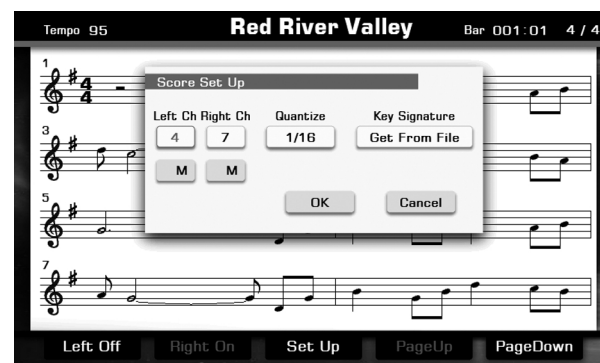 Tempo 95 Red River Valley Bar 001:01 4/4
1
4
4
Score Set Up
Left Ch Right Ch Quantize Key Signature
4 7 1/16 Get From File
3
M M
OK Cancel
5
7
Left Off Right On Set Up PageUp PageDown